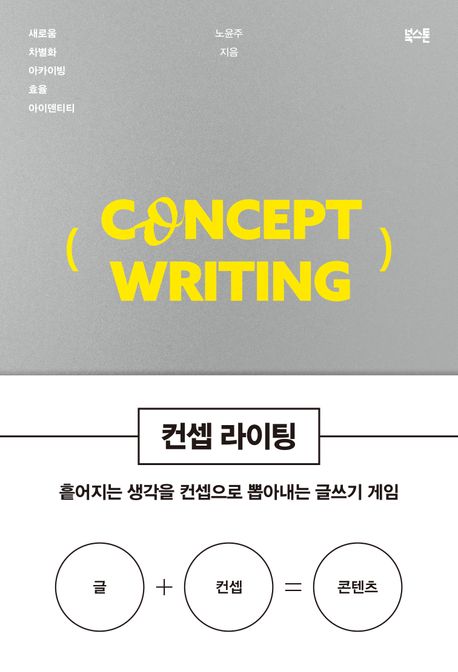 새로움
차별화
아카이빙
효율
아이덴티티
노윤주
지음
북스톤
( CONCEPT )
WRITING
컨셉 라이팅
흩어지는 생각을 컨셉으로 뽑아내는 글쓰기 게임
글 + 컨셉 = 콘텐츠